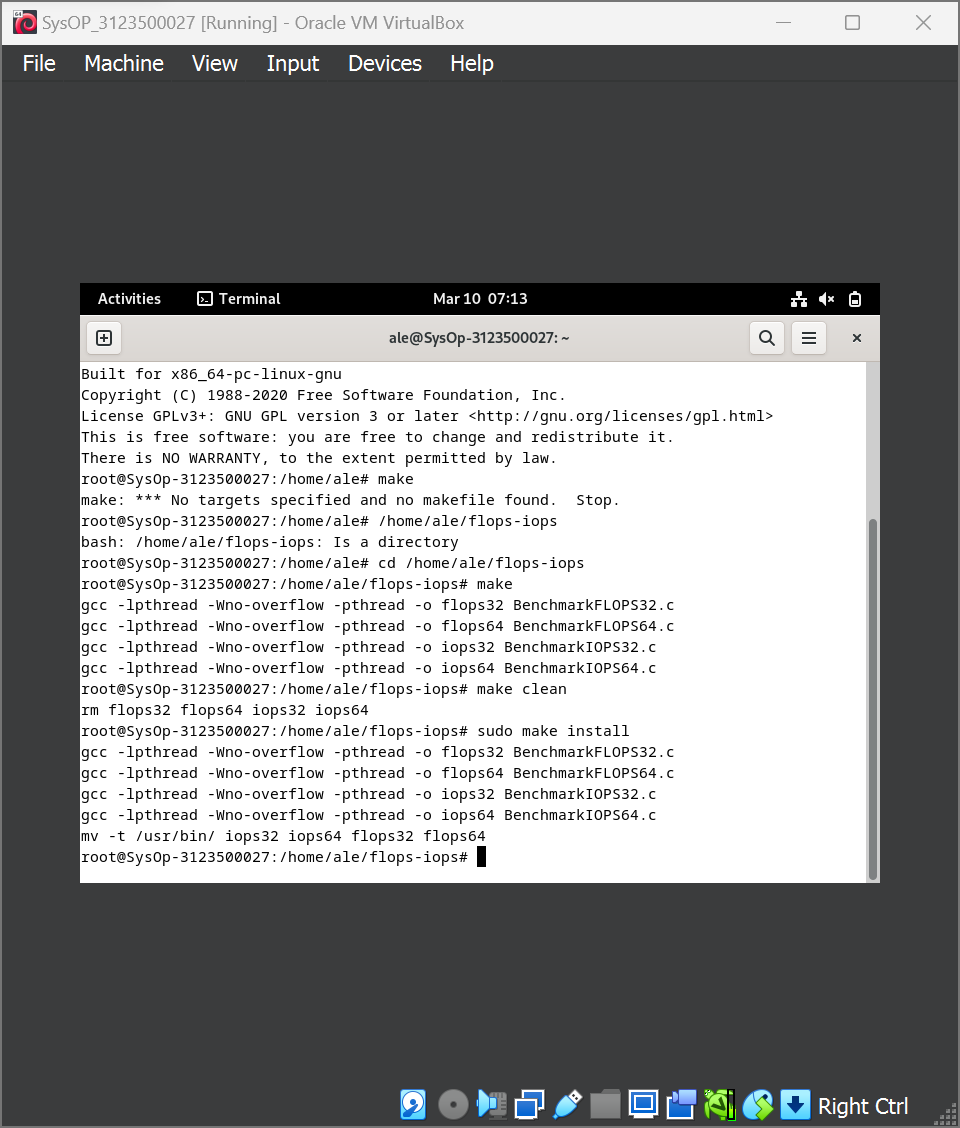 SysOP_3123500027 [Running] - Oracle VM VirtualBox
File Machine View Input Devices Help
Activities Terminal Mar 10 07:13
ale@SysOp-3123500027: ~
Built for x86_64-pc-linux-gnu
Copyright (C) 1988-2020 Free Software Foundation, Inc.
License GPLv3+: GNU GPL version 3 or later <http://gnu.org/licenses/gpl.html>
This is free software: you are free to change and redistribute it.
There is NO WARRANTY, to the extent permitted by law.
root@SysOp-3123500027:/home/ale# make
make: *** No targets specified and no makefile found.  Stop.
root@SysOp-3123500027:/home/ale# /home/ale/flops-iops
bash: /home/ale/flops-iops: Is a directory
root@SysOp-3123500027:/home/ale# cd /home/ale/flops-iops
root@SysOp-3123500027:/home/ale/flops-iops# make
gcc -lpthread -Wno-overflow -pthread -o flops32 BenchmarkFLOPS32.c
gcc -lpthread -Wno-overflow -pthread -o flops64 BenchmarkFLOPS64.c
gcc -lpthread -Wno-overflow -pthread -o iops32 BenchmarkIOPS32.c
gcc -lpthread -Wno-overflow -pthread -o iops64 BenchmarkIOPS64.c
root@SysOp-3123500027:/home/ale/flops-iops# make clean
rm flops32 flops64 iops32 iops64
root@SysOp-3123500027:/home/ale/flops-iops# sudo make install
gcc -lpthread -Wno-overflow -pthread -o flops32 BenchmarkFLOPS32.c
gcc -lpthread -Wno-overflow -pthread -o flops64 BenchmarkFLOPS64.c
gcc -lpthread -Wno-overflow -pthread -o iops32 BenchmarkIOPS32.c
gcc -lpthread -Wno-overflow -pthread -o iops64 BenchmarkIOPS64.c
mv -t /usr/bin/ iops32 iops64 flops32 flops64
root@SysOp-3123500027:/home/ale/flops-iops#
Right Ctrl